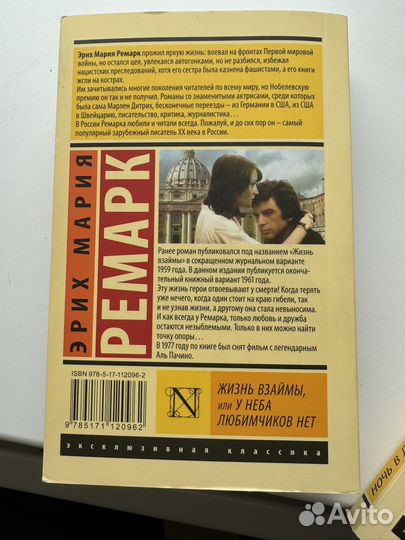 Эрих Мария Ремарк прожил яркую жизнь: воевал на фронтах Первой мировой
войны, но остался цел, увлекался автогонками, но не разбился, избежал
нацистских преследований, хотя его сестра была казнена фашистами, а его книги
жгли на кострах.
Им зачитывались многие поколения читателей по всему миру, но Нобелевскую
премию он так и не получил. Романы со знаменитыми актрисами, среди которых
была сама Марлен Дитрих, бесконечные переезды – из Германии в США, из США
в Швейцарию, писательство, критика, журналистика...
В России Ремарка любили и читали всегда. Пожалуй, и до сих пор он – самый
популярный зарубежный писатель XX века в России.
ЭРИХ МАРИЯ
РЕМАРК
Ранее роман публиковался под названием «Жизнь
взаймы» в сокращенном журнальном варианте
1959 года. В данном издании публикуется оконча-
тельный книжный вариант 1961 года.
Эту жизнь герои отвоевывают у смерти! Когда терять
уже нечего, когда один стоит на краю гибели, так
и не узнав жизни, а другому она стала невыносима.
И как всегда у Ремарка, только любовь и дружба
остаются незыблемыми. Только в них можно найти
точку опоры...
В 1977 году по книге был снят фильм с легендарным
Аль Пачино.
ISBN 978-5-17-112096-2
9 785171 120962
N
ЖИЗНЬ ВЗАЙМЫ,
ИЛИ У НЕБА
ЛЮБИМЧИКОВ НЕТ
эксклюзивная классика
НОЧЬ В
Avito